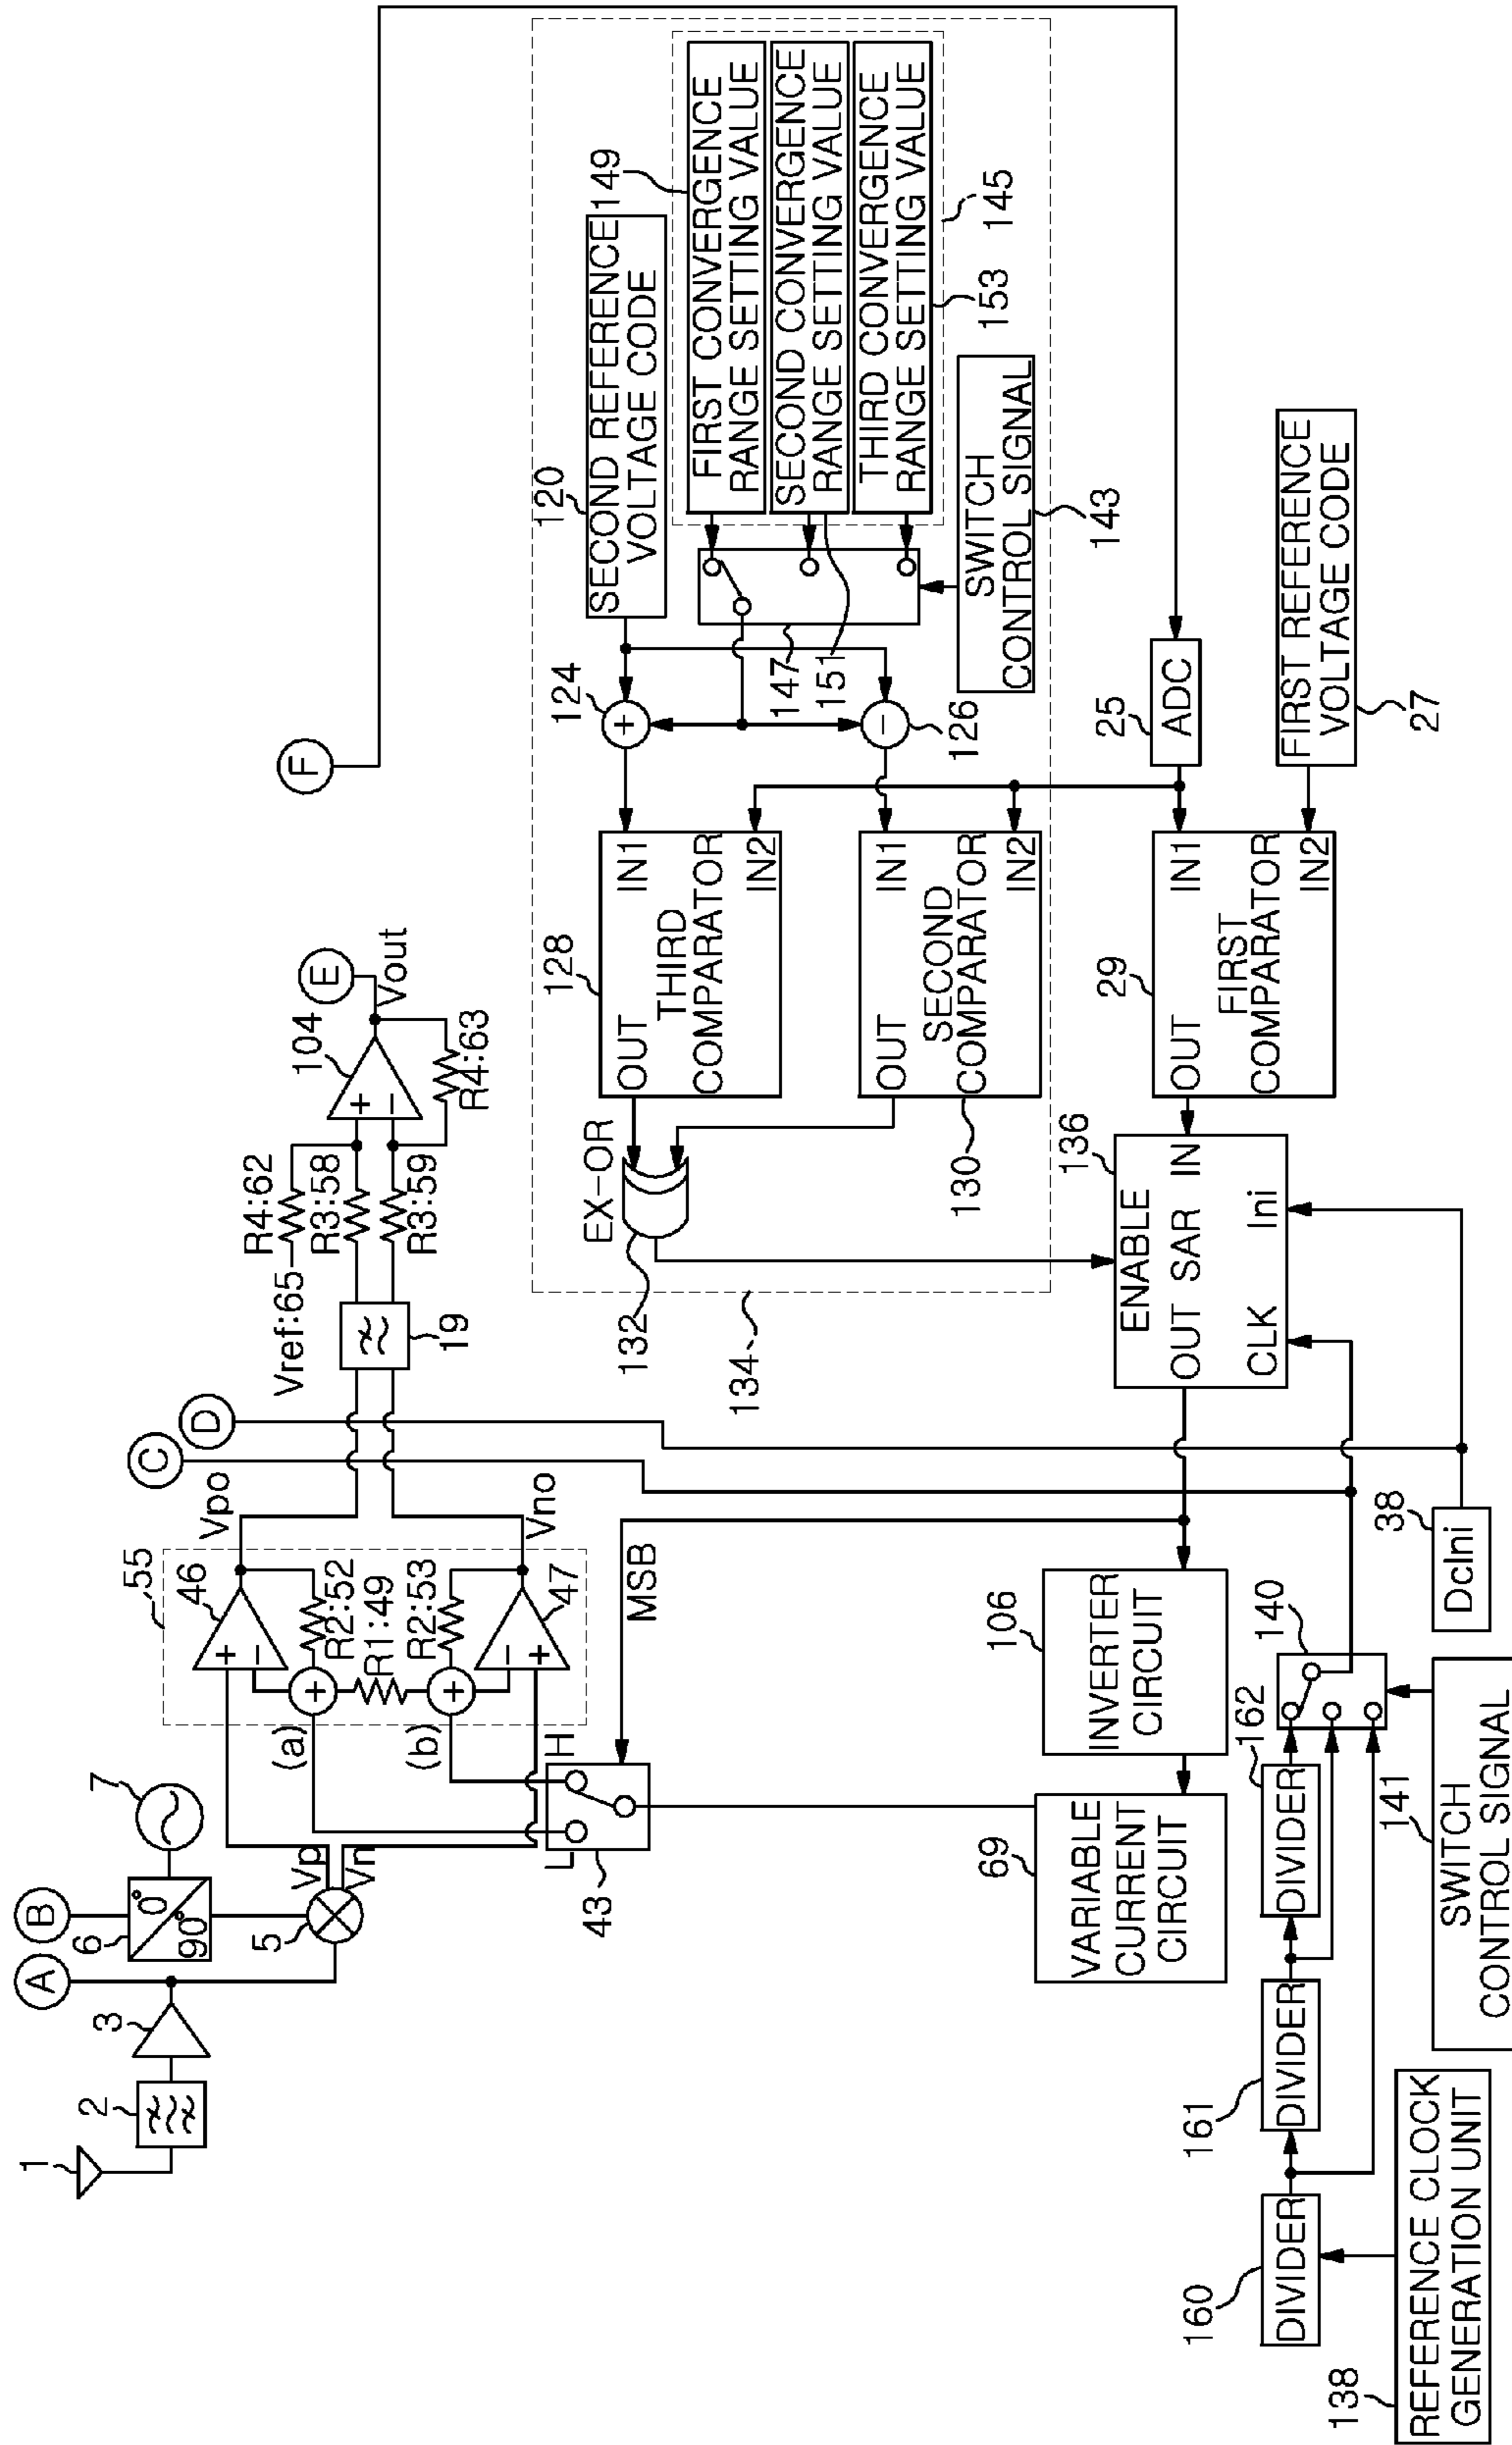 1
2
3
A
B
6
0°
90°
7
5
Vp
Vn
55
46
+
−
+
(a)
R2:52
R1:49
(b)
+
R2:53
−
+
47
Vpo
Vno
L
H
43
MSB
C
D
Vref:65
R4:62
R3:58
R3:59
19
104
+
−
R4:63
Vout
E
F
EX-OR
132
134
128
OUT
IN1
THIRD
COMPARATOR
IN2
130
OUT
IN1
SECOND
COMPARATOR
IN2
124
+
126
−
120
SECOND REFERENCE
VOLTAGE CODE
147
151
149
FIRST CONVERGENCE
RANGE SETTING VALUE
SECOND CONVERGENCE
RANGE SETTING VALUE
THIRD CONVERGENCE
RANGE SETTING VALUE
153
145
SWITCH
CONTROL SIGNAL
143
136
ENABLE
OUT SAR IN
CLK
Ini
29
OUT
IN1
FIRST
COMPARATOR
IN2
25
ADC
FIRST REFERENCE
VOLTAGE CODE
27
69
VARIABLE
CURRENT
CIRCUIT
106
INVERTER
CIRCUIT
38
DcIni
160
DIVIDER
161
DIVIDER
162
DIVIDER
140
138
REFERENCE CLOCK
GENERATION UNIT
141
SWITCH
CONTROL SIGNAL